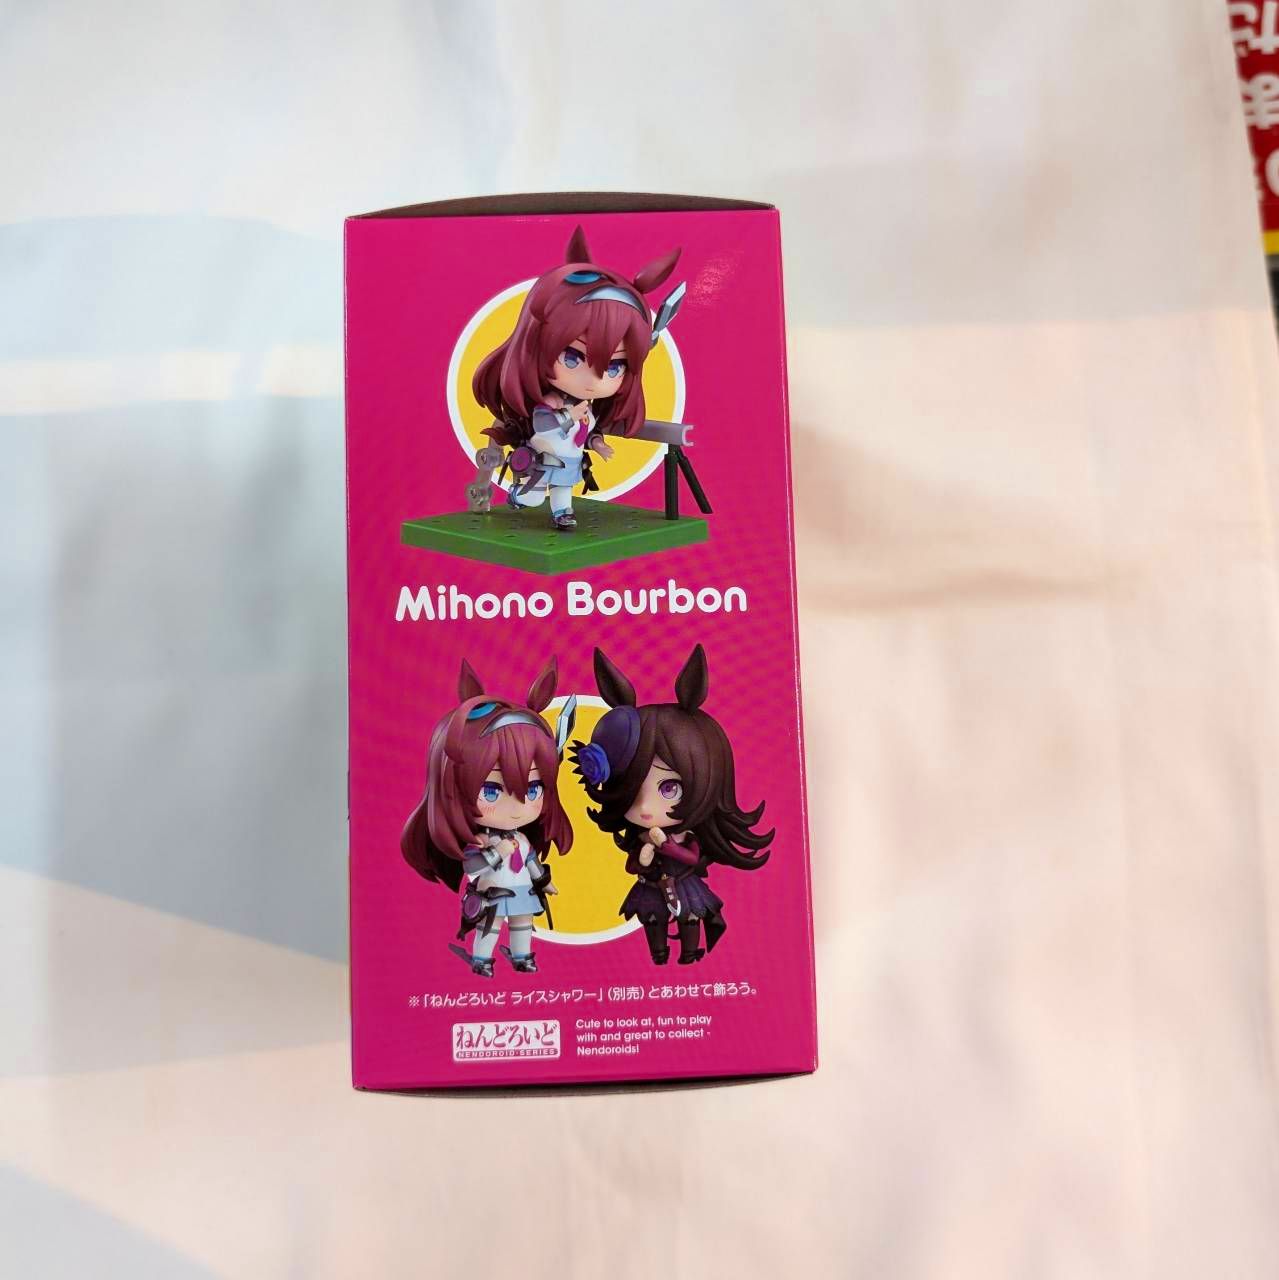 Mihono Bourbon
※「ねんどろいど ライスシャワー」(別売)とあわせて飾ろう。
ねんどろいど
NENDOROID·SERIES
Cute to look at, fun to play
with and great to collect -
Nendoroids!